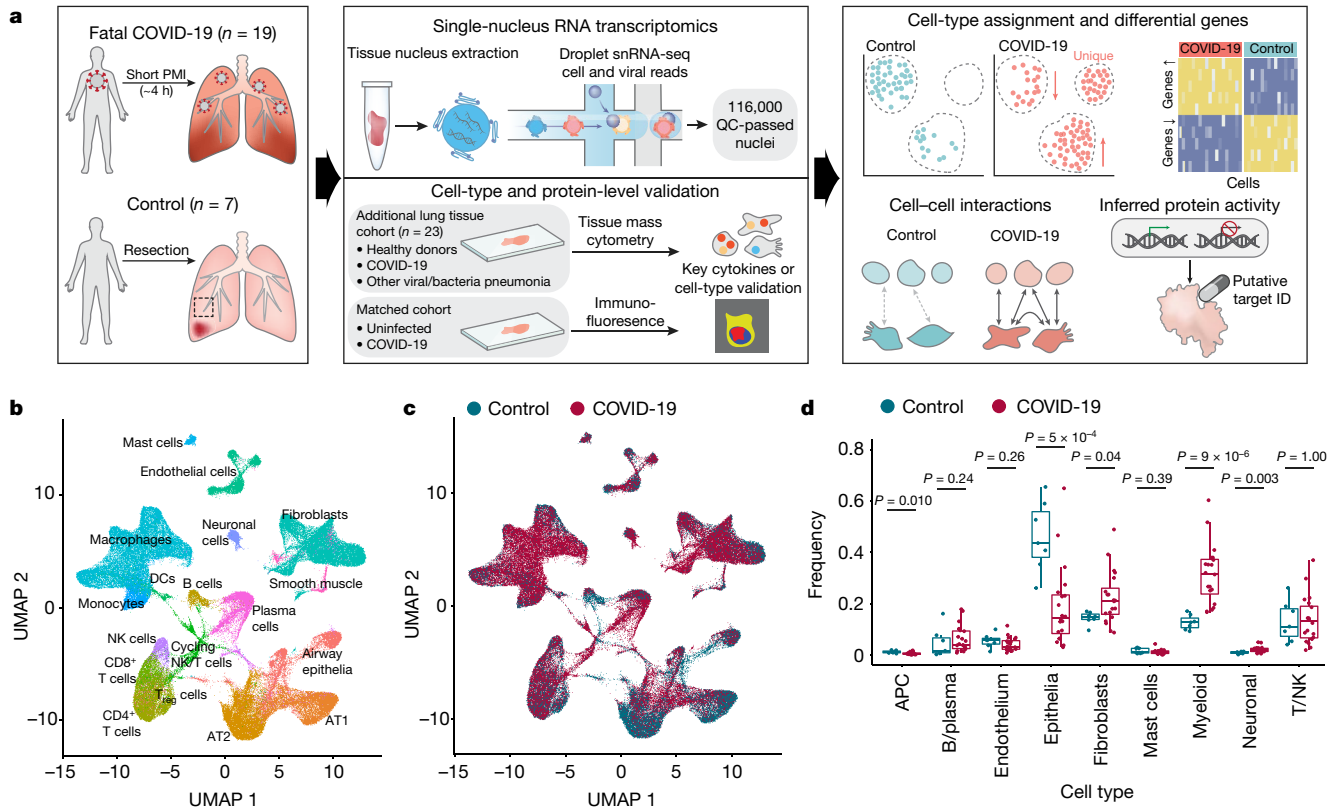 a
Fatal COVID-19 (n = 19)
Short PMI
(~4 h)
Control (n = 7)
Resection
Single-nucleus RNA transcriptomics
Tissue nucleus extraction
Droplet snRNA-seq
cell and viral reads
116,000
QC-passed
nuclei
Cell-type and protein-level validation
Additional lung tissue
cohort (n = 23)
• Healthy donors
• COVID-19
• Other viral/bacteria pneumonia
Tissue mass
cytometry
Matched cohort
• Uninfected
• COVID-19
Immuno-
fluoresence
Key cytokines or
cell-type validation
Cell-type assignment and differential genes
Control
COVID-19
Unique
COVID-19
Control
Genes ↑
Genes ↓
Cells
Cell–cell interactions
Control
COVID-19
Inferred protein activity
Putative
target ID
b
Mast cells
Endothelial cells
Neuronal
cells
Fibroblasts
Macrophages
DCs
B cells
Smooth muscle
Monocytes
Plasma
cells
NK cells
Cycling
NK/T cells
CD8+
T cells
Treg cells
Airway
epithelia
CD4+
T cells
AT2
AT1
UMAP 2
10
0
−10
−15
−10
−5
0
5
10
UMAP 1
c
Control
COVID-19
UMAP 2
10
0
−10
−15
−10
−5
0
5
10
UMAP 1
d
Control
COVID-19
Frequency
0.8
0.6
0.4
0.2
0
P = 0.010
P = 0.24
P = 0.26
P = 5 × 10−4
P = 0.04
P = 0.39
P = 9 × 10−6
P = 0.003
P = 1.00
APC
B/plasma
Endothelium
Epithelia
Fibroblasts
Mast cells
Myeloid
Neuronal
T/NK
Cell type